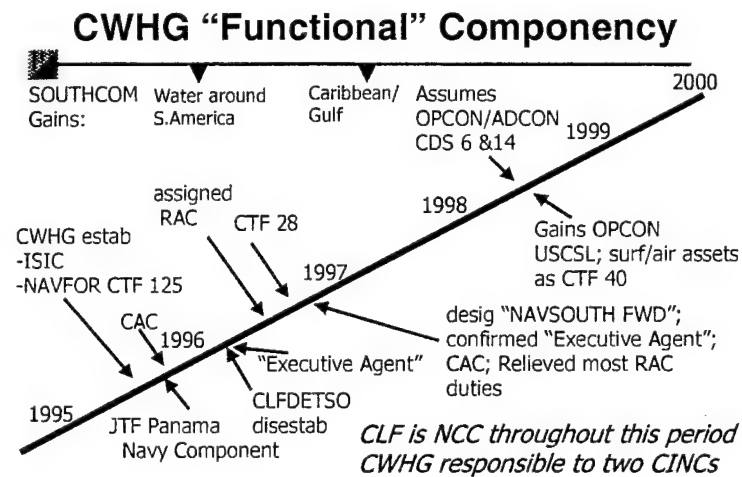 CWHG “Functional” Componency
SOUTHCOM
Gains:
Water around
S.America
Caribbean/
Gulf
Assumes
OPCON/ADCON
CDS 6 &14
2000
1999
assigned
RAC
CTF 28
1998
Gains OPCON
USCSL; surf/air assets
as CTF 40
CWHG estab
-ISIC
-NAVFOR CTF 125
1997
CAC
1996
desig “NAVSOUTH FWD”;
confirmed “Executive Agent”;
CAC; Relieved most RAC
duties
“Executive Agent”
CLFDETSO
disestab
1995
JTF Panama
Navy Component
CLF is NCC throughout this period
CWHG responsible to two CINCs